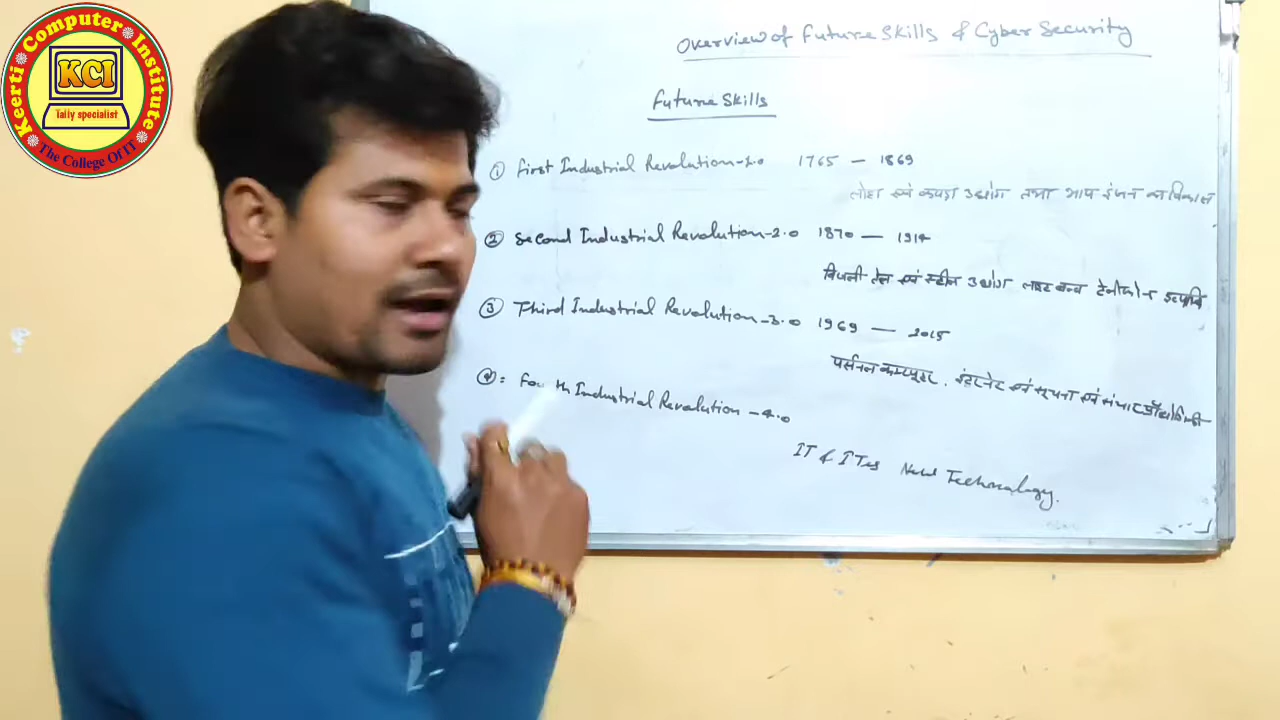 Keerti Computer Institute
KCI
Tally specialist
The College Of IT
Overview of Future Skills & Cyber Security
Future Skills
① First Industrial Revolution-1.0 1765 — 1869
लोहा एवं कपड़ा उद्योग तथा भाप इंजन का विकास
② Second Industrial Revolution-2.0 1870 — 1914
बिजली तेल एवं स्टील उद्योग लाइट बल्ब टेलीफोन इत्यादि
③ Third Industrial Revolution-3.0 1969 — 2015
पर्सनल कम्प्यूटर, इंटरनेट एवं सूचना एवं संचार
④: Fourth Industrial Revolution -4.0
IT & ITes New Technology.